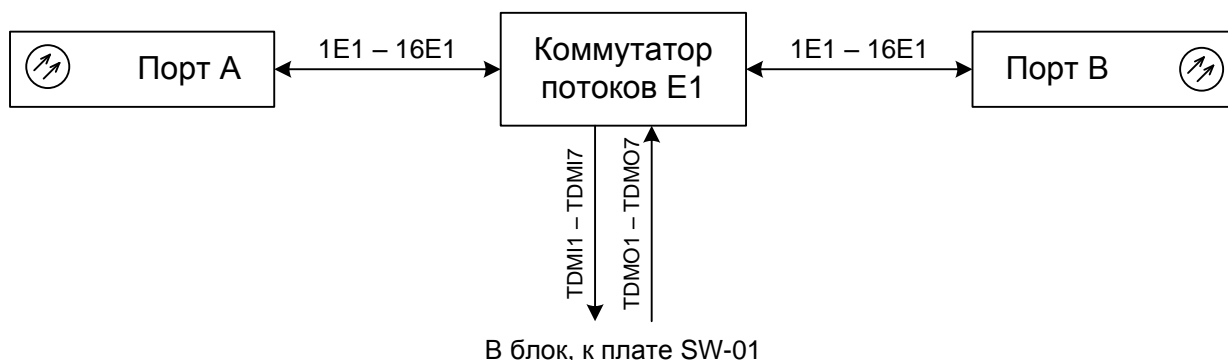 Порт А
1E1 – 16E1
Коммутатор
потоков E1
1E1 – 16E1
Порт В
TDMI1 – TDMI7
TDMO1 – TDMO7
В блок, к плате SW-01